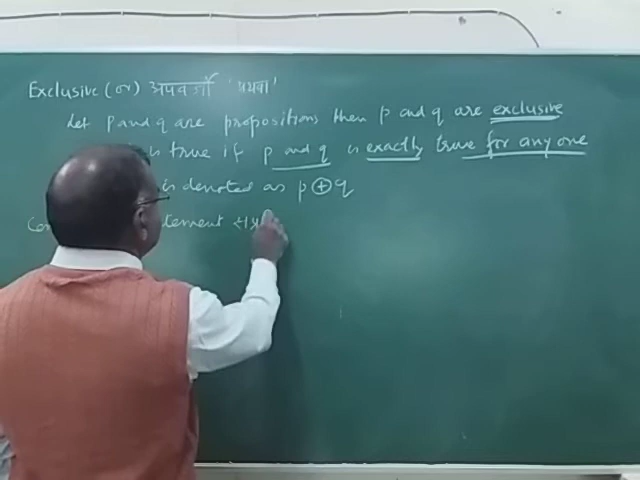 Exclusive (or) अपवर्जी 'अथवा'
Let p and q are propositions then p and q are exclusive
is true if p and q is exactly true for any one
is denoted as p ⊕ q
tement